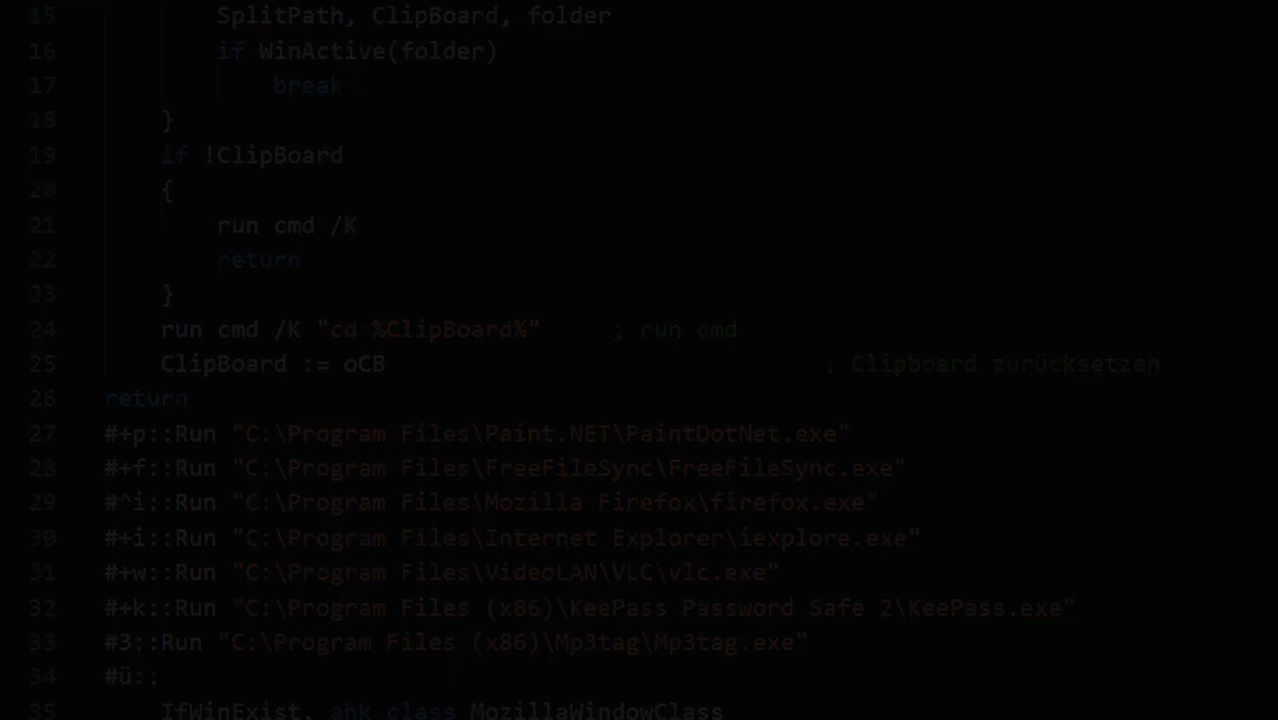 15 SplitPath, ClipBoard, folder
16 if WinActive(folder)
17 break
18 }
19 if !ClipBoard
20 {
21 run cmd /K
22 return
23 }
24 run cmd /K "cd %ClipBoard%" ; run cmd
25 ClipBoard := oCB ; Clipboard zurücksetzen
26 return
27 #+p::Run "C:\Program Files\Paint.NET\PaintDotNet.exe"
28 #+f::Run "C:\Program Files\FreeFileSync\FreeFileSync.exe"
29 #^i::Run "C:\Program Files\Mozilla Firefox\firefox.exe"
30 #+i::Run "C:\Program Files\Internet Explorer\iexplore.exe"
31 #+w::Run "C:\Program Files\VideoLAN\VLC\vlc.exe"
32 #+k::Run "C:\Program Files (x86)\KeePass Password Safe 2\KeePass.exe"
33 #3::Run "C:\Program Files (x86)\Mp3tag\Mp3tag.exe"
34 #ü::
35 IfWinExist, ahk_class MozillaWindowClass